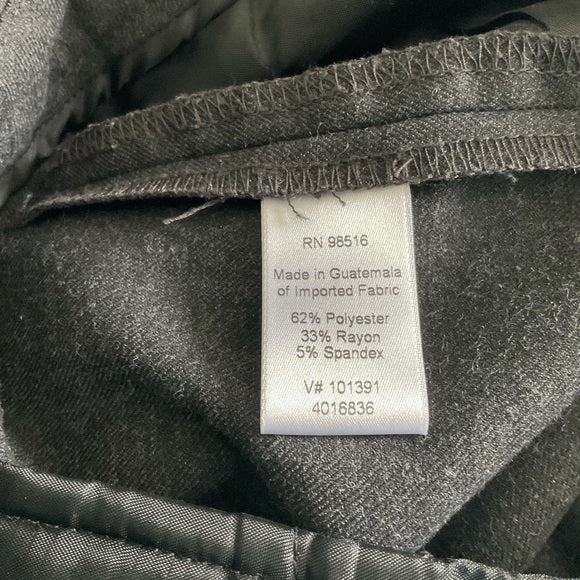 RN 98516
Made in Guatemala
of Imported Fabric
62% Polyester
33% Rayon
5% Spandex
V# 101391
4016836